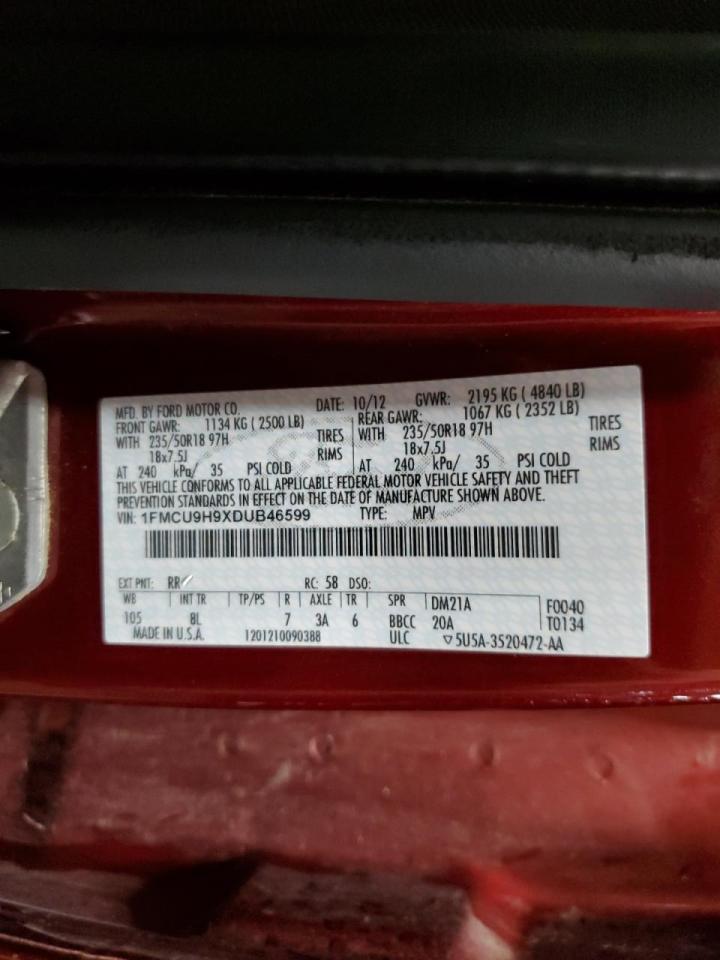 MFD. BY FORD MOTOR CO. DATE: 10/12 GVWR: 2195 KG ( 4840 LB)
FRONT GAWR: 1134 KG ( 2500 LB) REAR GAWR: 1067 KG ( 2352 LB)
WITH 235/50R18 97H TIRES WITH 235/50R18 97H TIRES
18x7.5J RIMS 18x7.5J RIMS
AT 240 kPa/ 35 PSI COLD AT 240 kPa/ 35 PSI COLD
THIS VEHICLE CONFORMS TO ALL APPLICABLE FEDERAL MOTOR VEHICLE SAFETY AND THEFT
PREVENTION STANDARDS IN EFFECT ON THE DATE OF MANUFACTURE SHOWN ABOVE.
VIN: 1FMCU9H9XDUB46599 TYPE: MPV
EXT PNT: RR RC: 58 DSO:
WB INT TR TP/PS R AXLE TR SPR DM21A F0040
105 8L 7 3A 6 BBCC 20A T0134
MADE IN U.S.A. 1201210090388 ULC ▽5U5A-3520472-AA